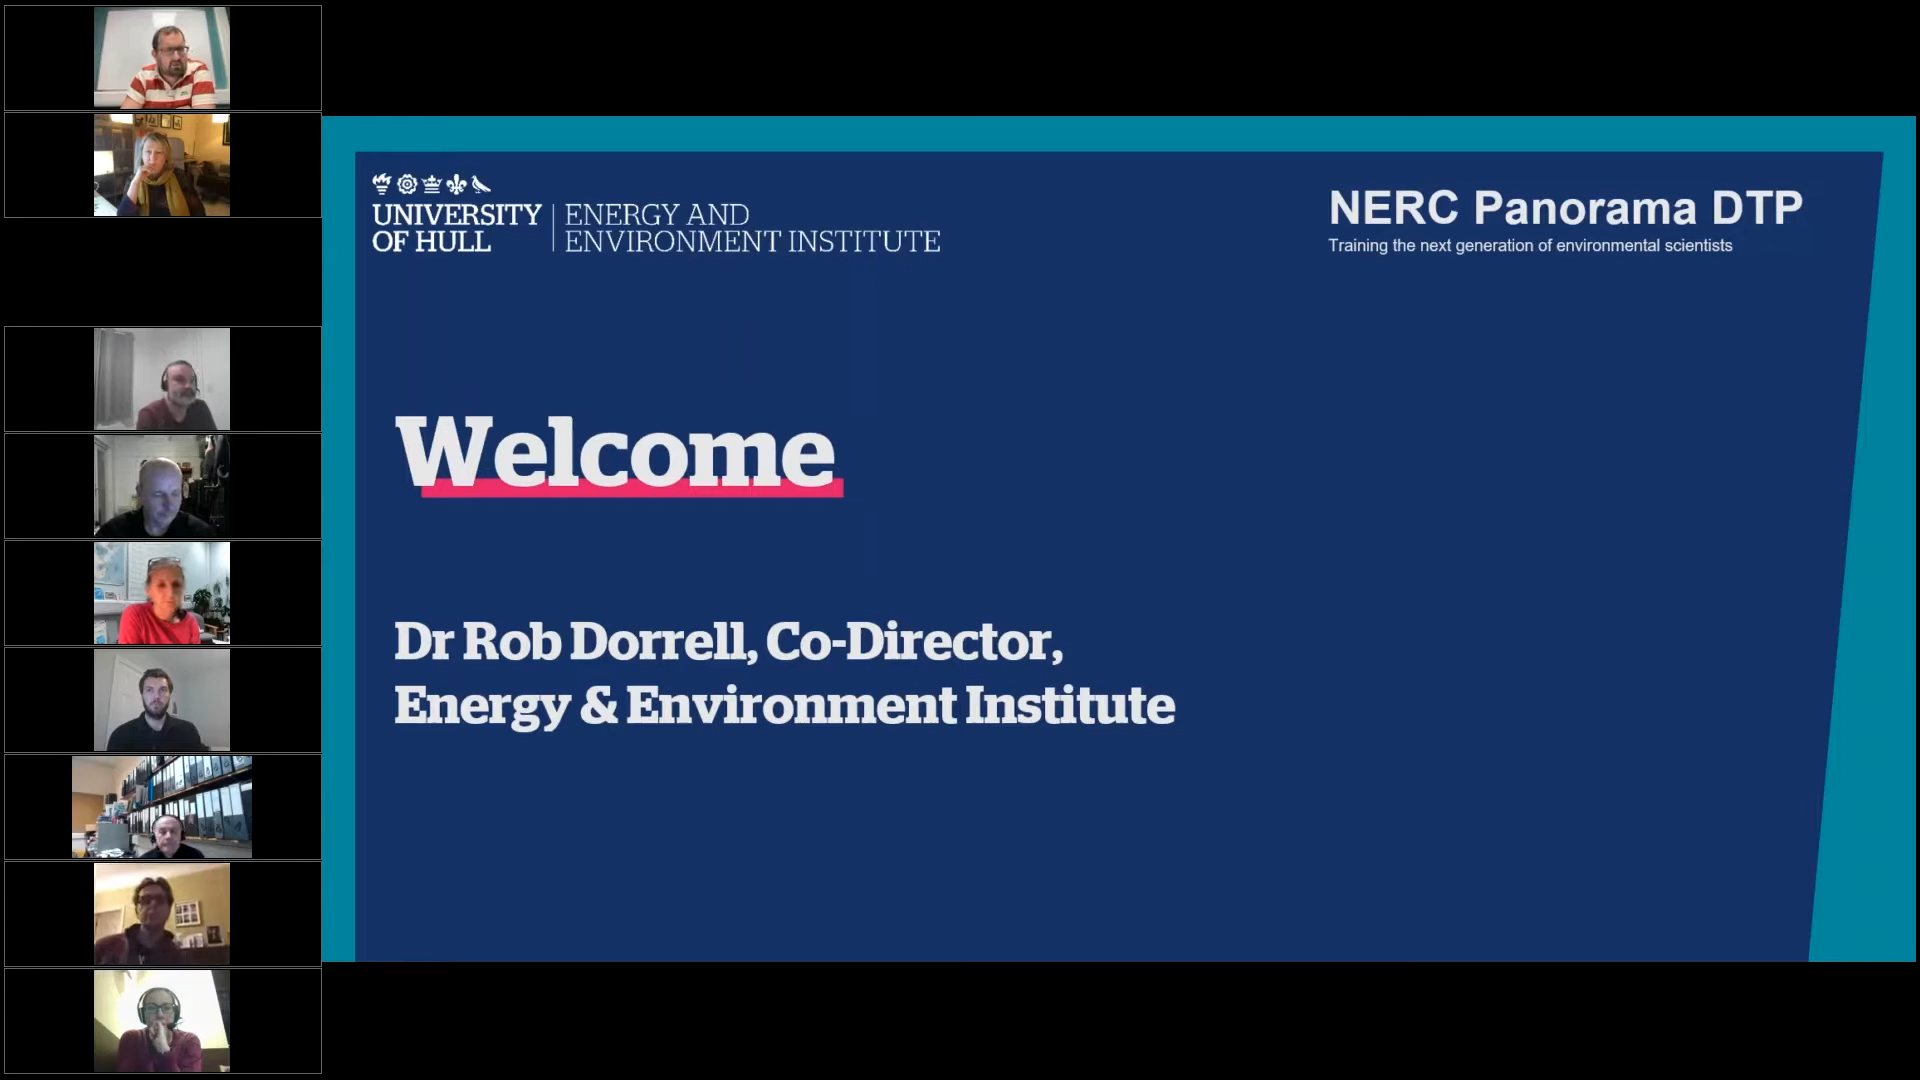 UNIVERSITY
OF HULL
ENERGY AND
ENVIRONMENT INSTITUTE
NERC Panorama DTP
Training the next generation of environmental scientists
Welcome
Dr Rob Dorrell, Co-Director,
Energy & Environment Institute